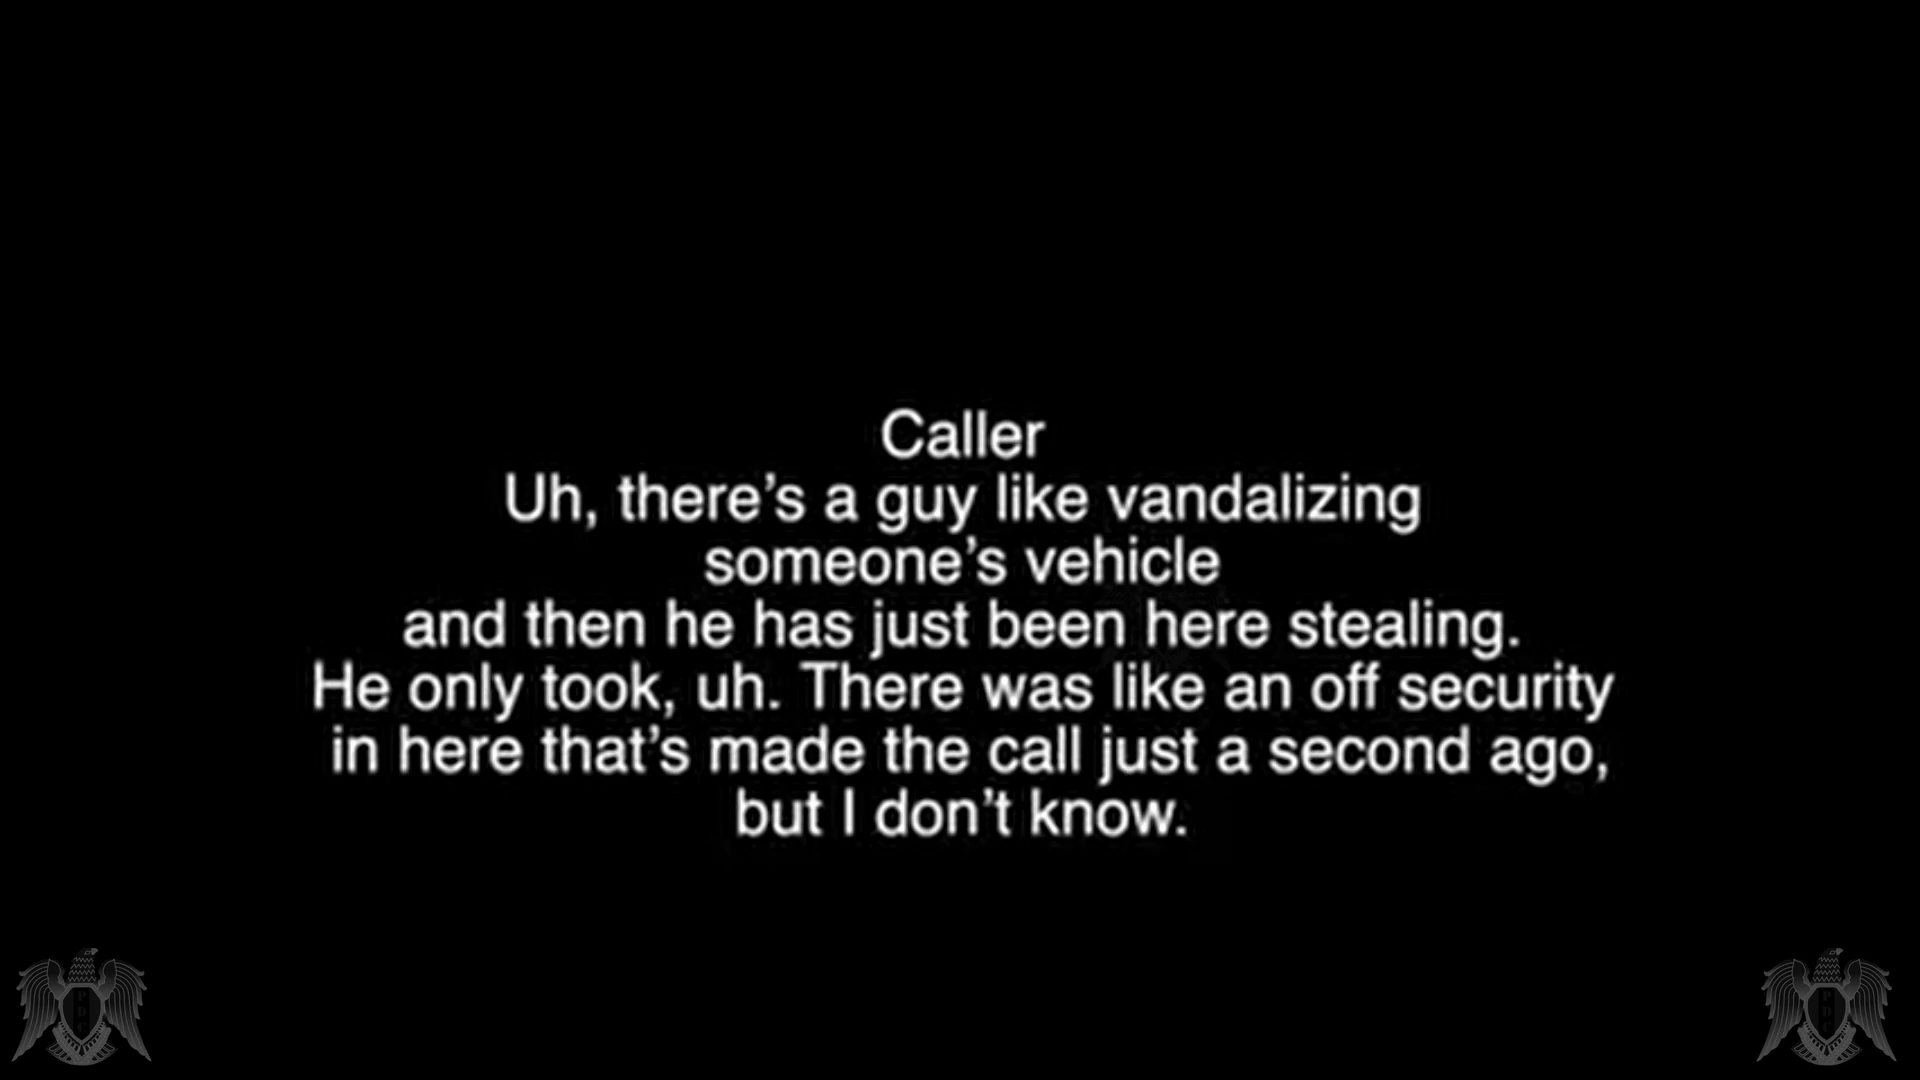 Caller
Uh, there’s a guy like vandalizing
someone’s vehicle
and then he has just been here stealing.
He only took, uh. There was like an off security
in here that’s made the call just a second ago,
but I don’t know.
PDC
PDC